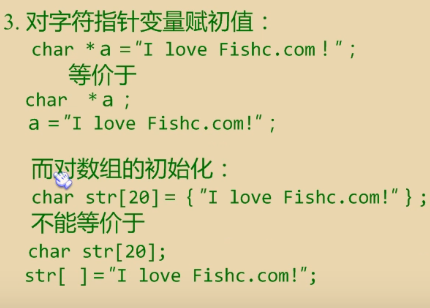 3. 对字符指针变量赋初值：
char *a ="I love Fishc.com！"；
等价于
char *a ；
a ="I love Fishc.com!"；
而对数组的初始化：
char str[20]=｛"I love Fishc.com!"｝；
不能等价于
char str[20];
str[ ]="I love Fishc.com!";